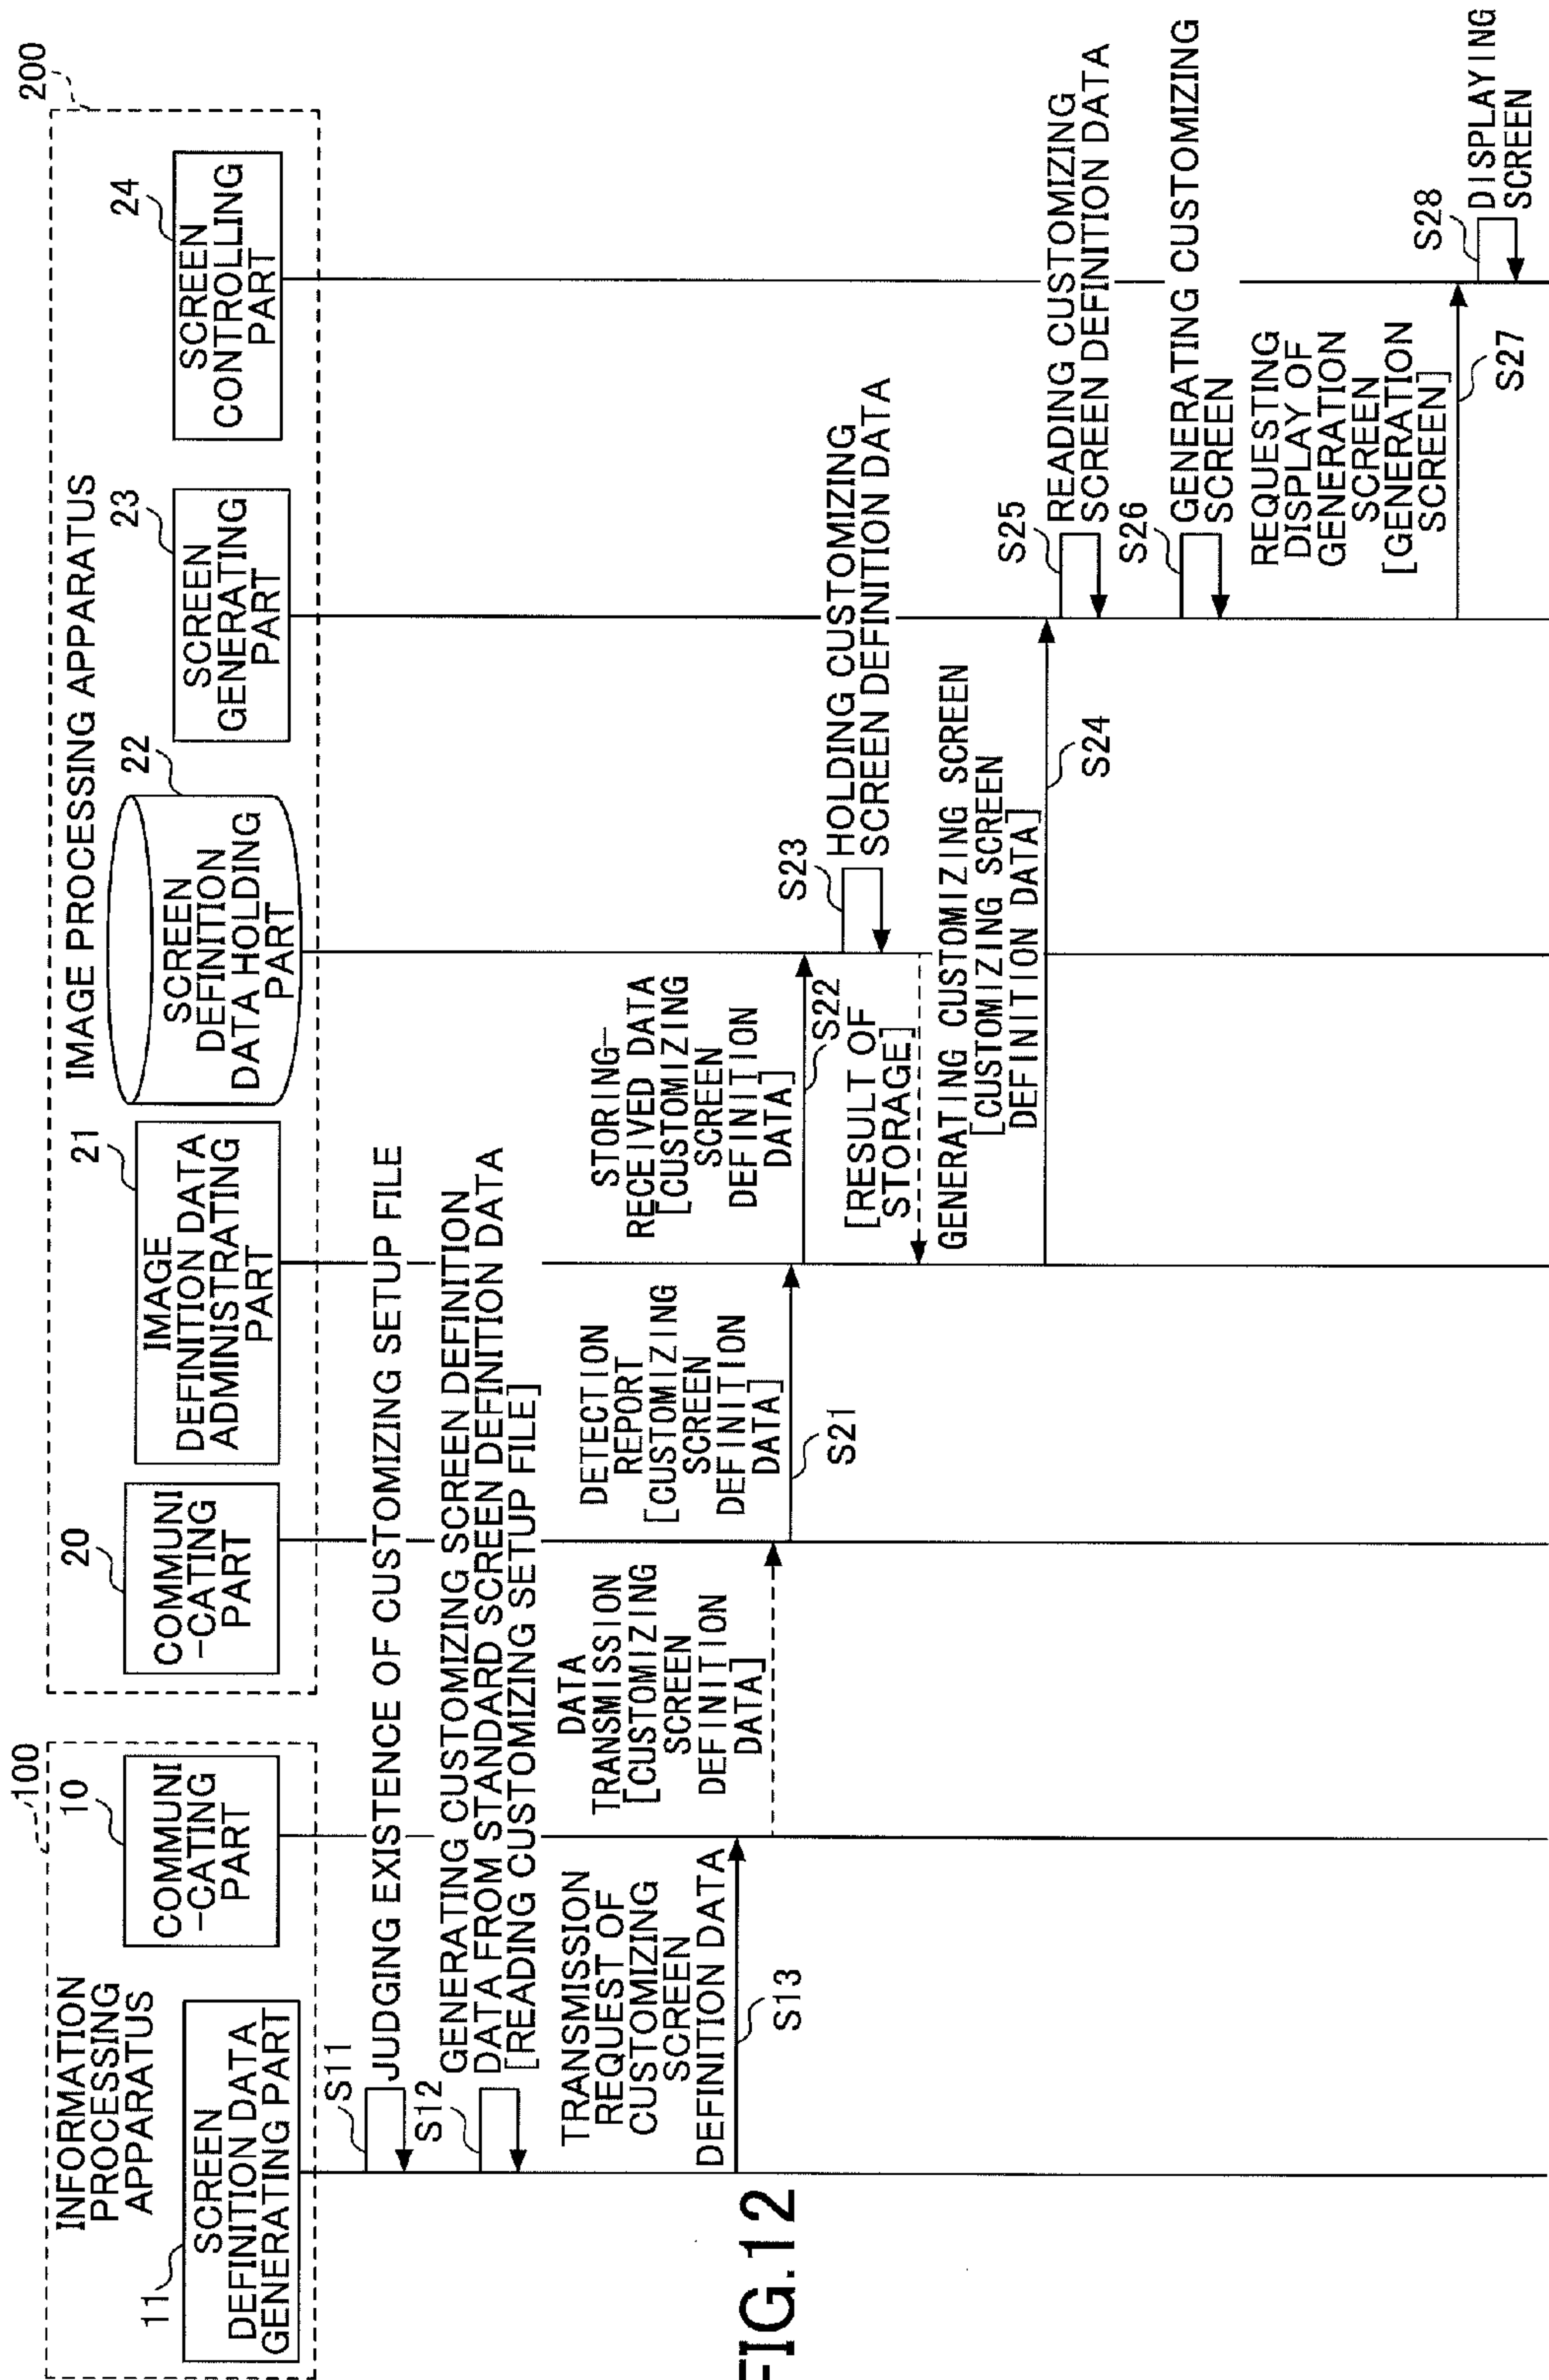 FIG.12
100
INFORMATION
PROCESSING
APPARATUS
11
SCREEN
DEFINITION DATA
GENERATING PART
10
COMMUNI
-CATING
PART
200
IMAGE PROCESSING APPARATUS
20
COMMUNI
-CATING
PART
21
IMAGE
DEFINITION DATA
ADMINISTRATING
PART
22
SCREEN
DEFINITION
DATA HOLDING
PART
23
SCREEN
GENERATING
PART
24
SCREEN
CONTROLLING
PART
S11
JUDGING EXISTENCE OF CUSTOMIZING SETUP FILE
S12
GENERATING CUSTOMIZING SCREEN DEFINITION
DATA FROM STANDARD SCREEN DEFINITION DATA
[READING CUSTOMIZING SETUP FILE]
TRANSMISSION
REQUEST OF
CUSTOMIZING
SCREEN
DEFINITION DATA
S13
DATA
TRANSMISSION
[CUSTOMIZING
SCREEN
DEFINITION
DATA]
DETECTION
REPORT
[CUSTOMIZING
SCREEN
DEFINITION
DATA]
S21
STORING-
RECEIVED DATA
[CUSTOMIZING
SCREEN
DEFINITION
DATA]
S22
S23
HOLDING CUSTOMIZING
SCREEN DEFINITION DATA
[RESULT OF
STORAGE]
GENERATING CUSTOMIZING SCREEN
[CUSTOMIZING SCREEN
DEFINITION DATA]
S24
S25
READING CUSTOMIZING
SCREEN DEFINITION DATA
S26
GENERATING CUSTOMIZING
SCREEN
REQUESTING
DISPLAY OF
GENERATION
SCREEN
[GENERATION
SCREEN]
S27
S28
DISPLAYING
SCREEN